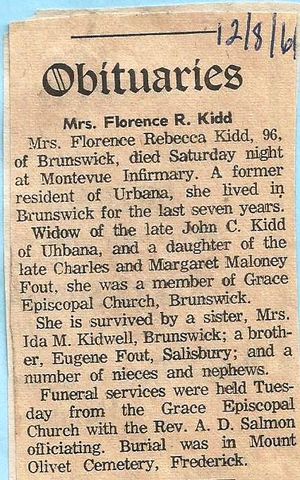 12/8/6
Obituaries
Mrs. Florence R. Kidd
Mrs. Florence Rebecca Kidd, 96,
of Brunswick, died Saturday night
at Montevue Infirmary. A former
resident of Urbana, she lived in
Brunswick for the last seven years.
Widow of the late John C. Kidd
of Uhbana, and a daughter of the
late Charles and Margaret Maloney
Fout, she was a member of Grace
Episcopal Church, Brunswick.
She is survived by a sister, Mrs.
Ida M. Kidwell, Brunswick; a broth-
er, Eugene Fout, Salisbury; and a
number of nieces and nephews.
Funeral services were held Tues-
day from the Grace Episcopal
Church with the Rev. A. D. Salmon
officiating. Burial was in Mount
Olivet Cemetery, Frederick.